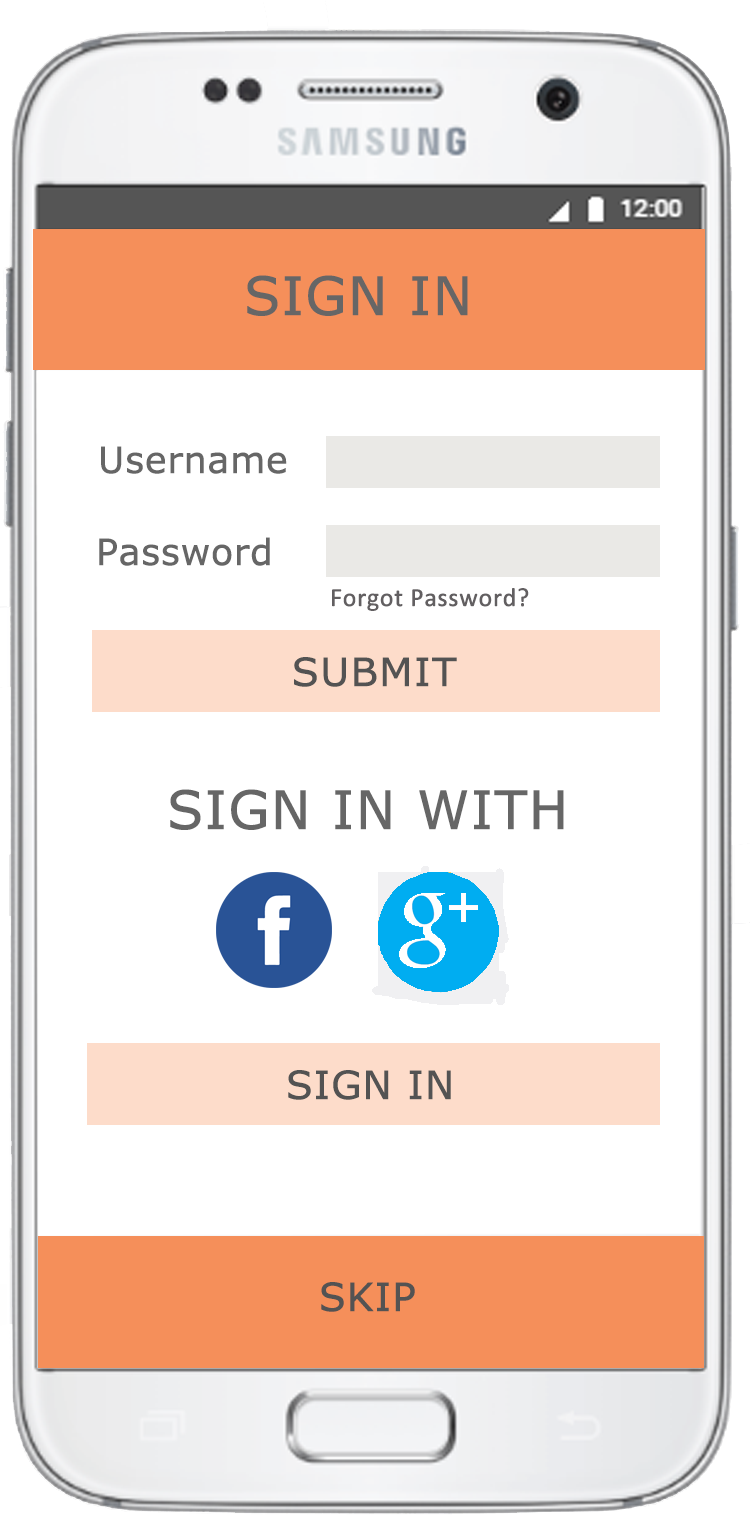 SAMSUNG
12:00
SIGN IN
Username
Password
Forgot Password?
SUBMIT
SIGN IN WITH
f g+
SIGN IN
SKIP